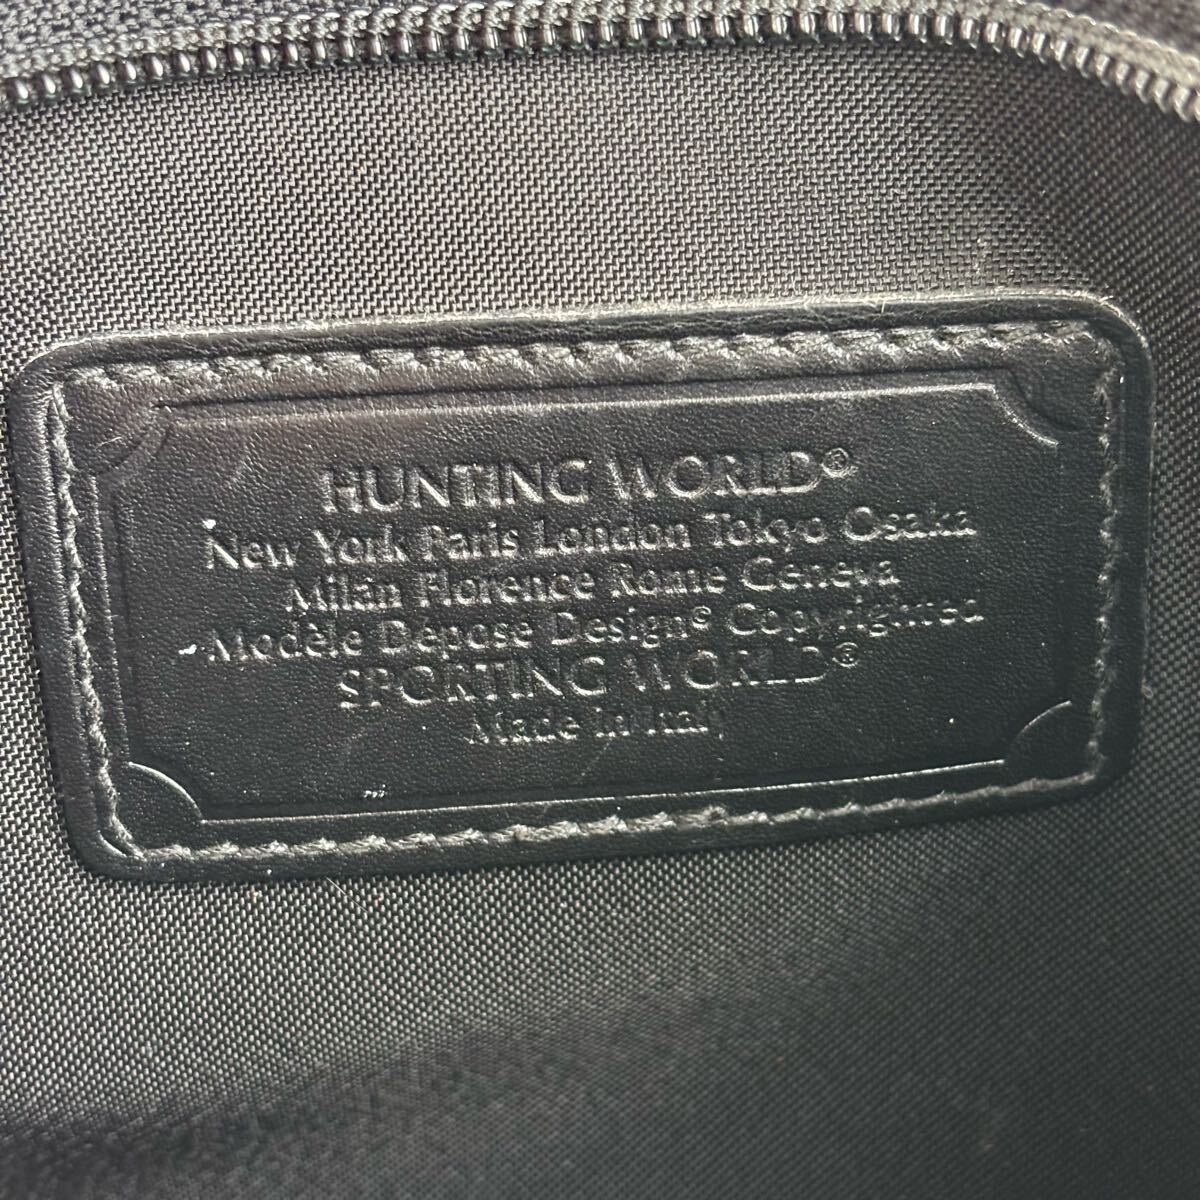 HUNTING WORLD®
New York Paris London Tokyo Osaka
Milan Florence Rome Geneva
Modèle Dépose Design© Copyrighted
SPORTING WORLD®
Made in Italy